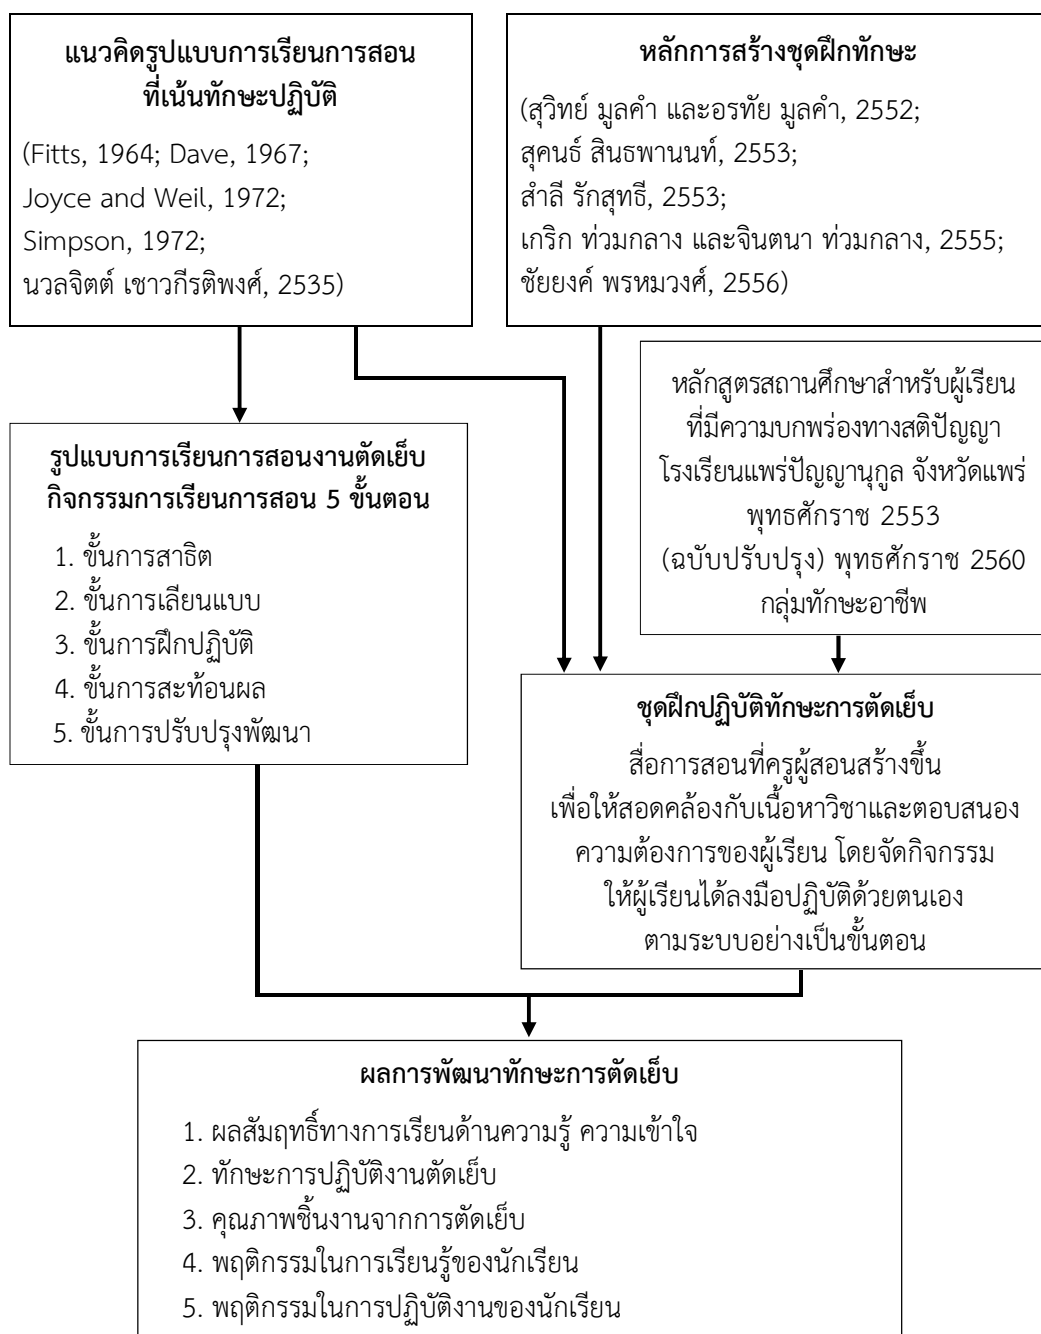 แนวคิดรูปแบบการเรียนการสอน
ที่เน้นทักษะปฏิบัติ
(Fitts, 1964; Dave, 1967;
Joyce and Weil, 1972;
Simpson, 1972;
นวลจิตต์ เชาวกีรติพงศ์, 2535)
หลักการสร้างชุดฝึกทักษะ
(สุวิทย์ มูลคำ และอรทัย มูลคำ, 2552;
สุคนธ์ สินธพานนท์, 2553;
สำลี รักสุทธี, 2553;
เกริก ท่วมกลาง และจินตนา ท่วมกลาง, 2555;
ชัยยงค์ พรหมวงศ์, 2556)
หลักสูตรสถานศึกษาสำหรับผู้เรียน
ที่มีความบกพร่องทางสติปัญญา
โรงเรียนแพร่ปัญญานุกูล จังหวัดแพร่
พุทธศักราช 2553
(ฉบับปรับปรุง) พุทธศักราช 2560
กลุ่มทักษะอาชีพ
รูปแบบการเรียนการสอนงานตัดเย็บ
กิจกรรมการเรียนการสอน 5 ขั้นตอน
1. ขั้นการสาธิต
2. ขั้นการเลียนแบบ
3. ขั้นการฝึกปฏิบัติ
4. ขั้นการสะท้อนผล
5. ขั้นการปรับปรุงพัฒนา
ชุดฝึกปฏิบัติทักษะการตัดเย็บ
สื่อการสอนที่ครูผู้สอนสร้างขึ้น
เพื่อให้สอดคล้องกับเนื้อหาวิชาและตอบสนอง
ความต้องการของผู้เรียน โดยจัดกิจกรรม
ให้ผู้เรียนได้ลงมือปฏิบัติด้วยตนเอง
ตามระบบอย่างเป็นขั้นตอน
ผลการพัฒนาทักษะการตัดเย็บ
1. ผลสัมฤทธิ์ทางการเรียนด้านความรู้ ความเข้าใจ
2. ทักษะการปฏิบัติงานตัดเย็บ
3. คุณภาพชิ้นงานจากการตัดเย็บ
4. พฤติกรรมในการเรียนรู้ของนักเรียน
5. พฤติกรรมในการปฏิบัติงานของนักเรียน